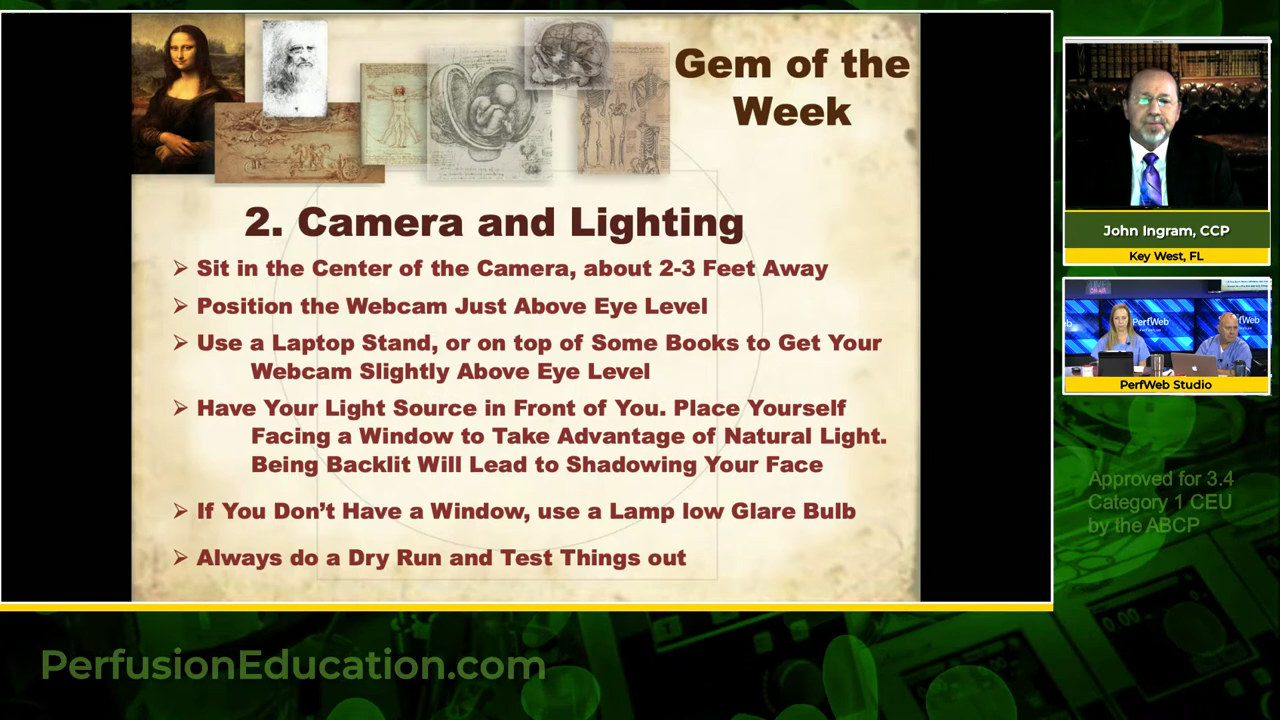 Gem of the
Week
2. Camera and Lighting
➢ Sit in the Center of the Camera, about 2-3 Feet Away
➢ Position the Webcam Just Above Eye Level
➢ Use a Laptop Stand, or on top of Some Books to Get Your
Webcam Slightly Above Eye Level
➢ Have Your Light Source in Front of You. Place Yourself
Facing a Window to Take Advantage of Natural Light.
Being Backlit Will Lead to Shadowing Your Face
➢ If You Don’t Have a Window, use a Lamp low Glare Bulb
➢ Always do a Dry Run and Test Things out
John Ingram, CCP
Key West, FL
PerfWeb
PerfWeb Studio
Approved for 3.4
Category 1 CEU
by the ABCP
PerfusionEducation.com